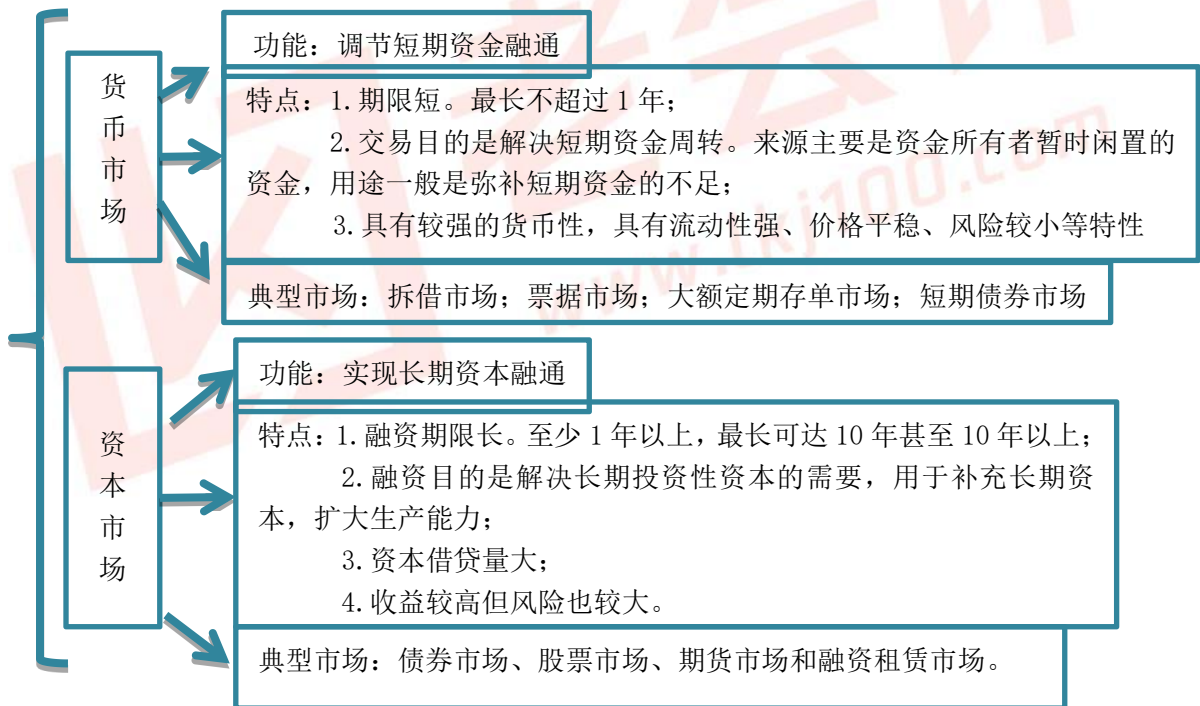 货币市场
功能：调节短期资金融通
特点：1.期限短。最长不超过 1 年；
2.交易目的是解决短期资金周转。来源主要是资金所有者暂时闲置的
资金，用途一般是弥补短期资金的不足；
3.具有较强的货币性，具有流动性强、价格平稳、风险较小等特性
典型市场：拆借市场；票据市场；大额定期存单市场；短期债券市场
资本市场
功能：实现长期资本融通
特点：1.融资期限长。至少 1 年以上，最长可达 10 年甚至 10 年以上；
2.融资目的是解决长期投资性资本的需要，用于补充长期资
本，扩大生产能力；
3.资本借贷量大；
4.收益较高但风险也较大。
典型市场：债券市场、股票市场、期货市场和融资租赁市场。